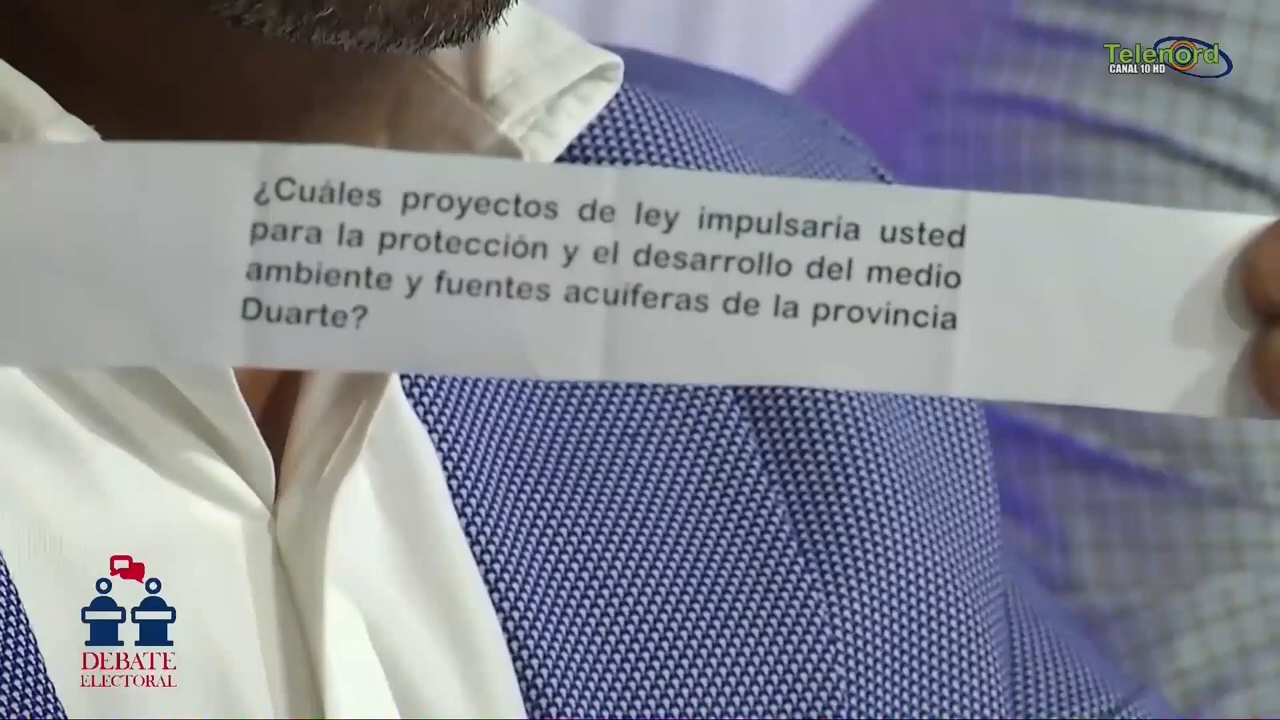 Telenord
CANAL 10 HD
¿Cuáles proyectos de ley impulsaría usted
para la protección y el desarrollo del medio
ambiente y fuentes acuíferas de la provincia
Duarte?
DEBATE
ELECTORAL